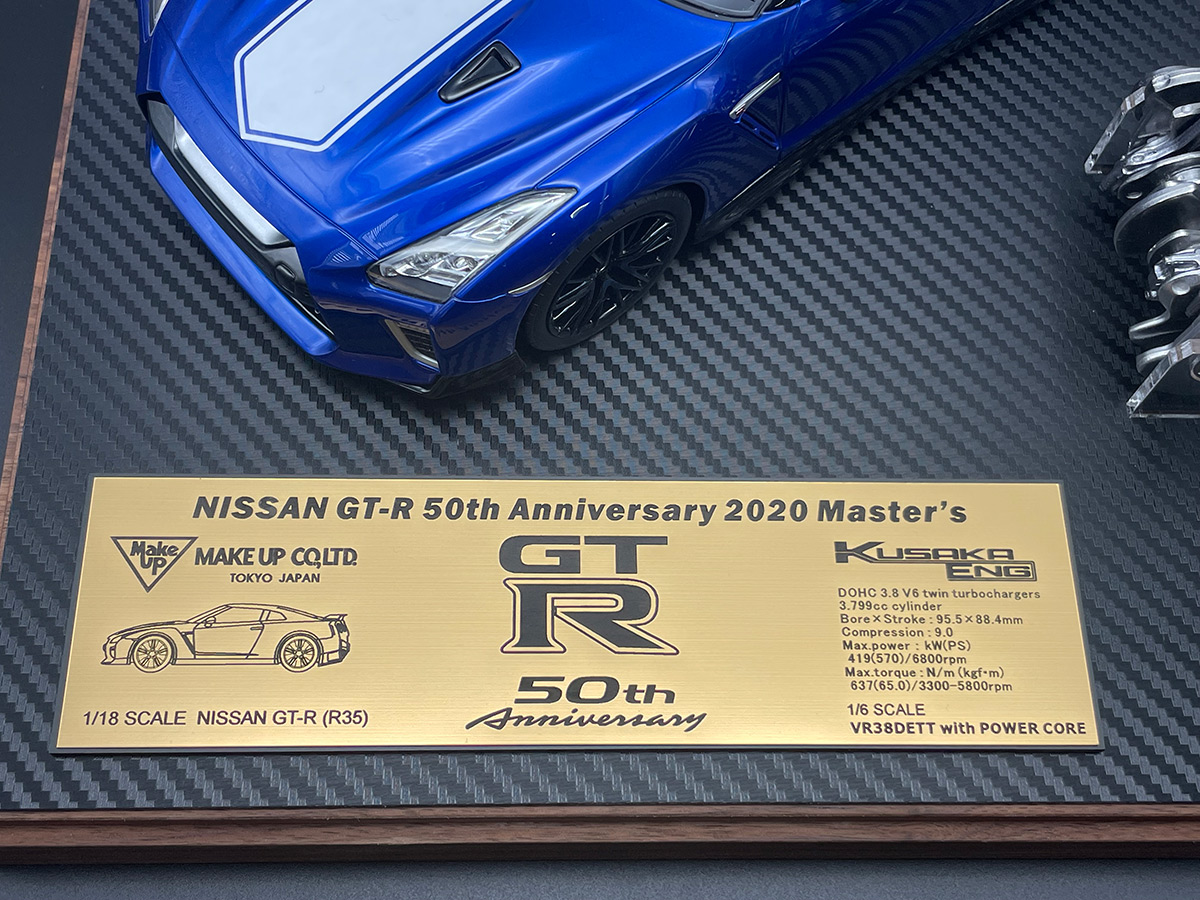 NISSAN GT-R 50th Anniversary 2020 Master's
Make UP
MAKE UP CO,LTD.
TOKYO JAPAN
1/18 SCALE NISSAN GT-R (R35)
GT
R
50th
Anniversary
KUSAKA
ENG
DOHC 3.8 V6 twin turbochargers
3.799cc cylinder
Bore×Stroke : 95.5×88.4mm
Compression : 9.0
Max.power : kW(PS)
419(570)/6800rpm
Max.torque : N/m (kgf·m)
637(65.0)/3300-5800rpm
1/6 SCALE
VR38DETT with POWER CORE